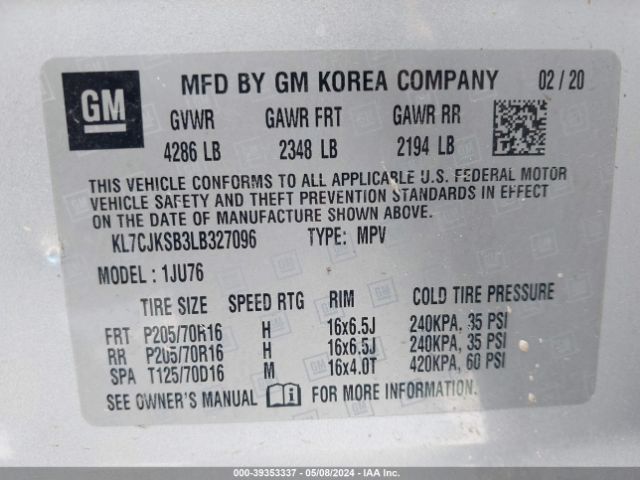 GM
MFD BY GM KOREA COMPANY 02/20
GVWR GAWR FRT GAWR RR
4286 LB 2348 LB 2194 LB
THIS VEHICLE CONFORMS TO ALL APPLICABLE U.S. FEDERAL MOTOR
VEHICLE SAFETY AND THEFT PREVENTION STANDARDS IN EFFECT
ON THE DATE OF MANUFACTURE SHOWN ABOVE.
KL7CJKSB3LB327096 TYPE: MPV
MODEL : 1JU76
TIRE SIZE SPEED RTG RIM COLD TIRE PRESSURE
FRT P205/70R16 H 16x6.5J 240KPA, 35 PSI
RR P205/70R16 H 16x6.5J 240KPA, 35 PSI
SPA T125/70D16 M 16x4.0T 420KPA, 60 PSI
SEE OWNER'S MANUAL FOR MORE INFORMATION.
000-39353337 - 05/08/2024 - IAA Inc.